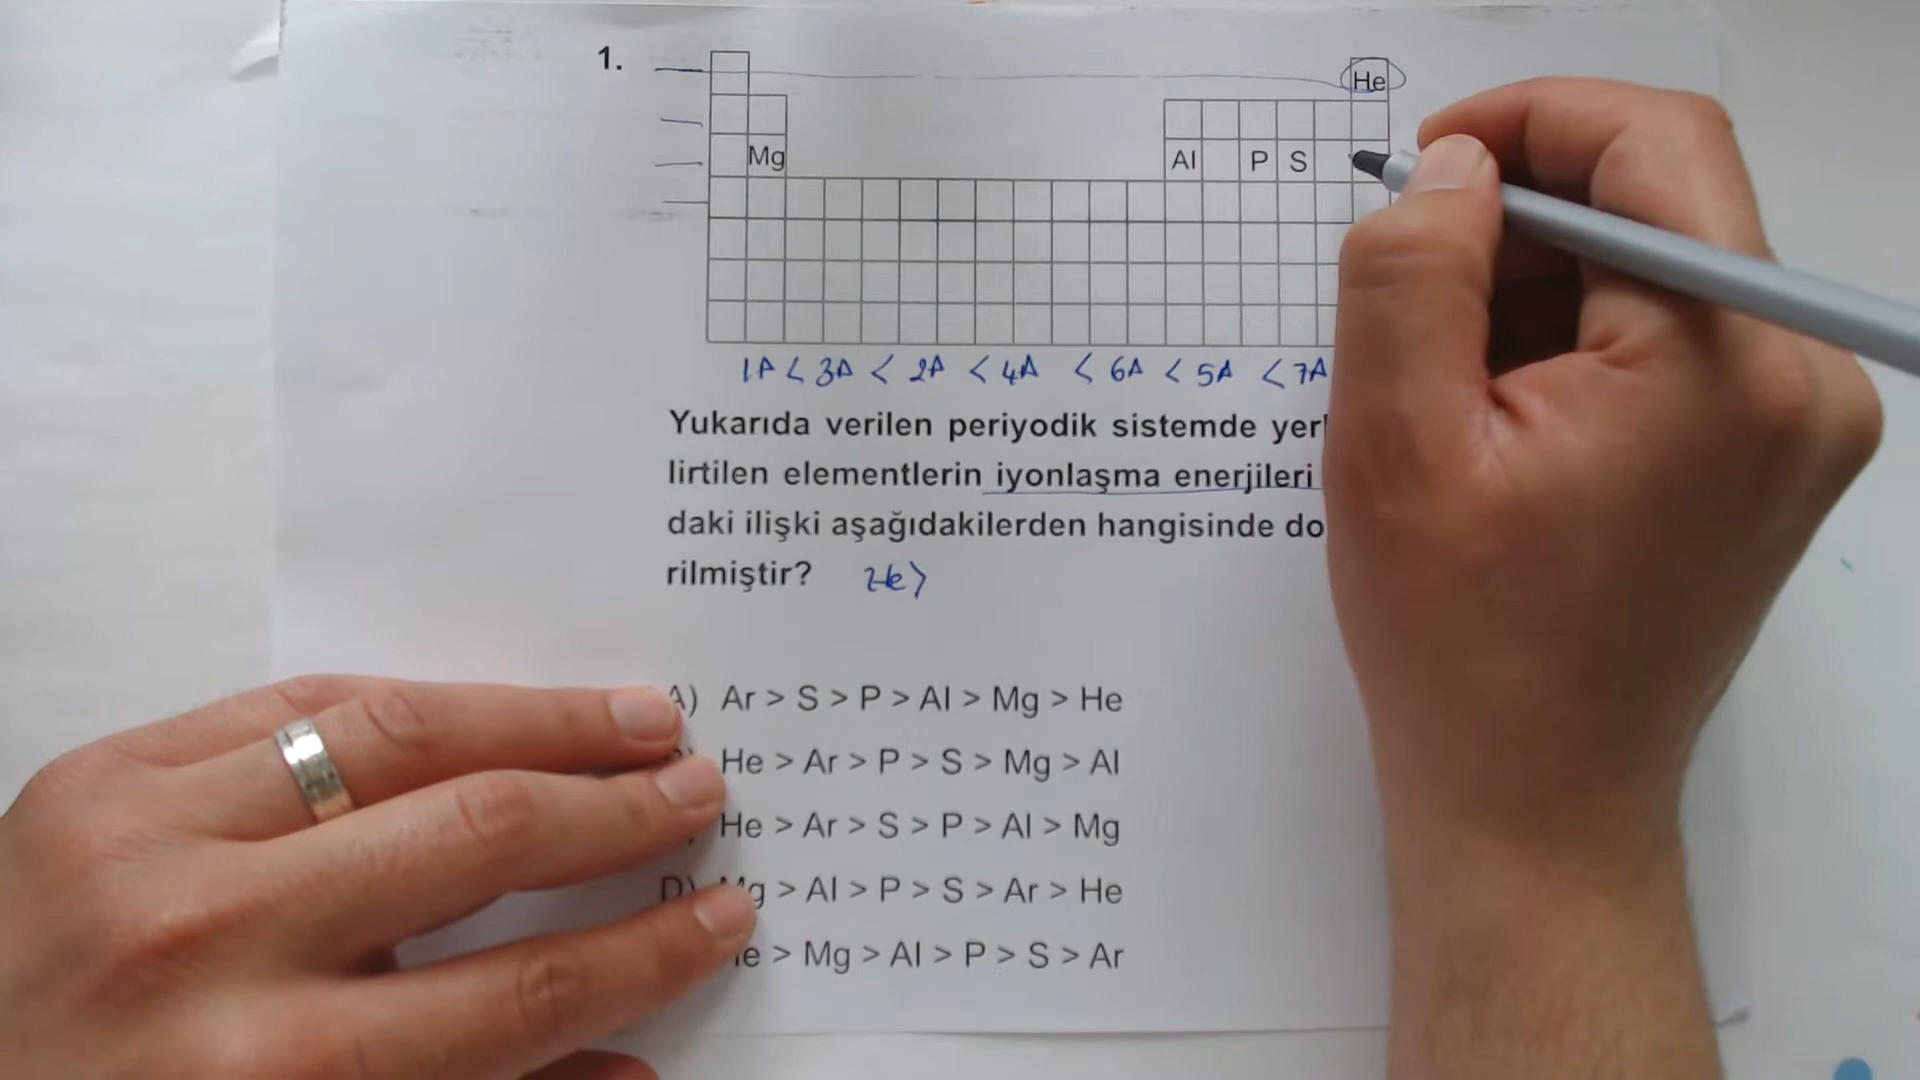 1.
He
Mg Al P S
1A < 3A < 2A < 4A < 6A < 5A < 7A
Yukarıda verilen periyodik sistemde
lirtilen elementlerin iyonlaşma enerjileri
daki ilişki aşağıdakilerden hangisinde
rilmiştir? He >
A) Ar > S > P > Al > Mg > He
He > Ar > P > S > Mg > Al
He > Ar > S > P > Al > Mg
D) Mg > Al > P > S > Ar > He
> Mg > Al > P > S > Ar